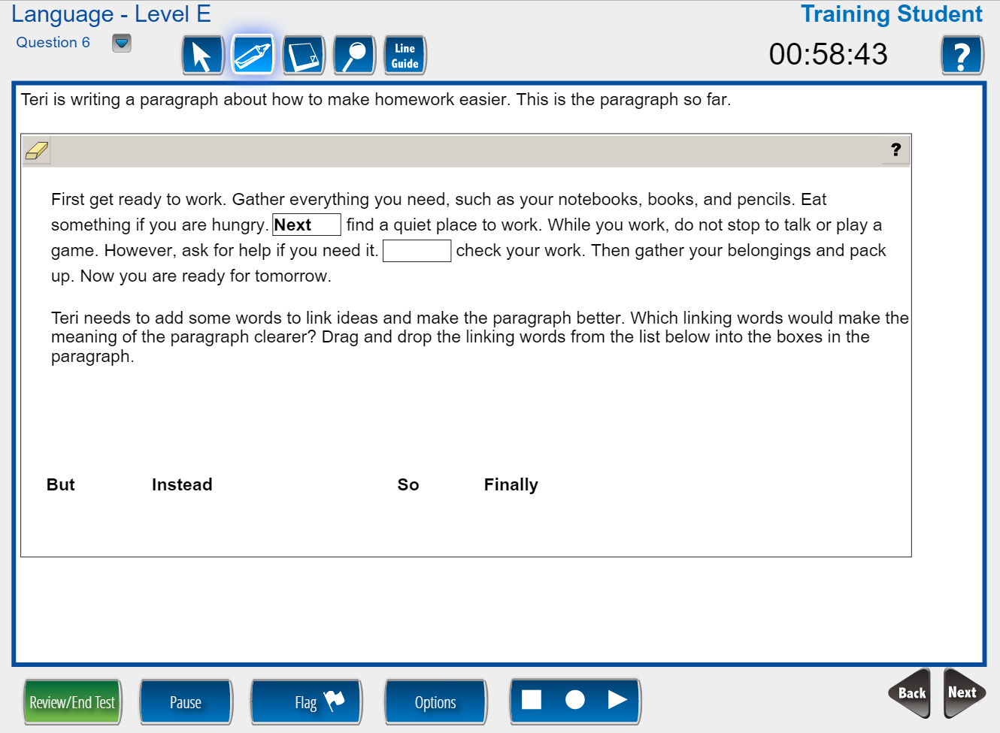 Language - Level E
Training Student
Question 6
Line
Guide
00:58:43
?
Teri is writing a paragraph about how to make homework easier. This is the paragraph so far.
?
First get ready to work. Gather everything you need, such as your notebooks, books, and pencils. Eat
something if you are hungry. Next find a quiet place to work. While you work, do not stop to talk or play a
game. However, ask for help if you need it. check your work. Then gather your belongings and pack
up. Now you are ready for tomorrow.
Teri needs to add some words to link ideas and make the paragraph better. Which linking words would make the
meaning of the paragraph clearer? Drag and drop the linking words from the list below into the boxes in the
paragraph.
But Instead So Finally
Review/End Test Pause Flag Options Back Next